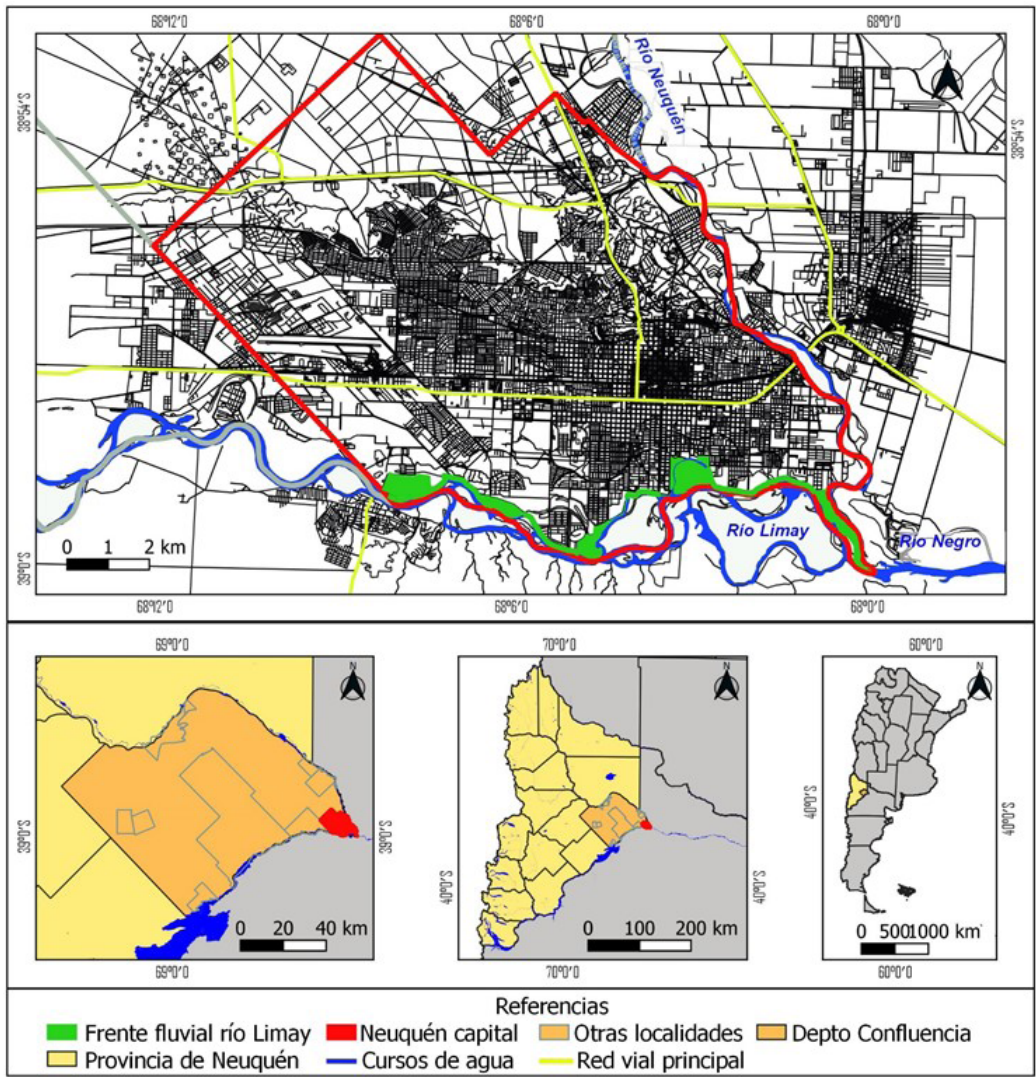 68°12'0
68°6'0
68°0'0
N
Río Neuquén
38°54'S
38°54'S
Río Limay
Río Negro
0 1 2 km
39°0'S
68°12'0
68°6'0
68°0'0
69°0'0
70°0'0
60°0'0
N
N
N
39°0'S
39°0'S
40°0'S
40°0'S
40°0'S
40°0'S
0 20 40 km
0 100 200 km
0 500 1000 km
69°0'0
70°0'0
60°0'0
Referencias
Frente fluvial río Limay
Neuquén capital
Otras localidades
Depto Confluencia
Provincia de Neuquén
Cursos de agua
Red vial principal